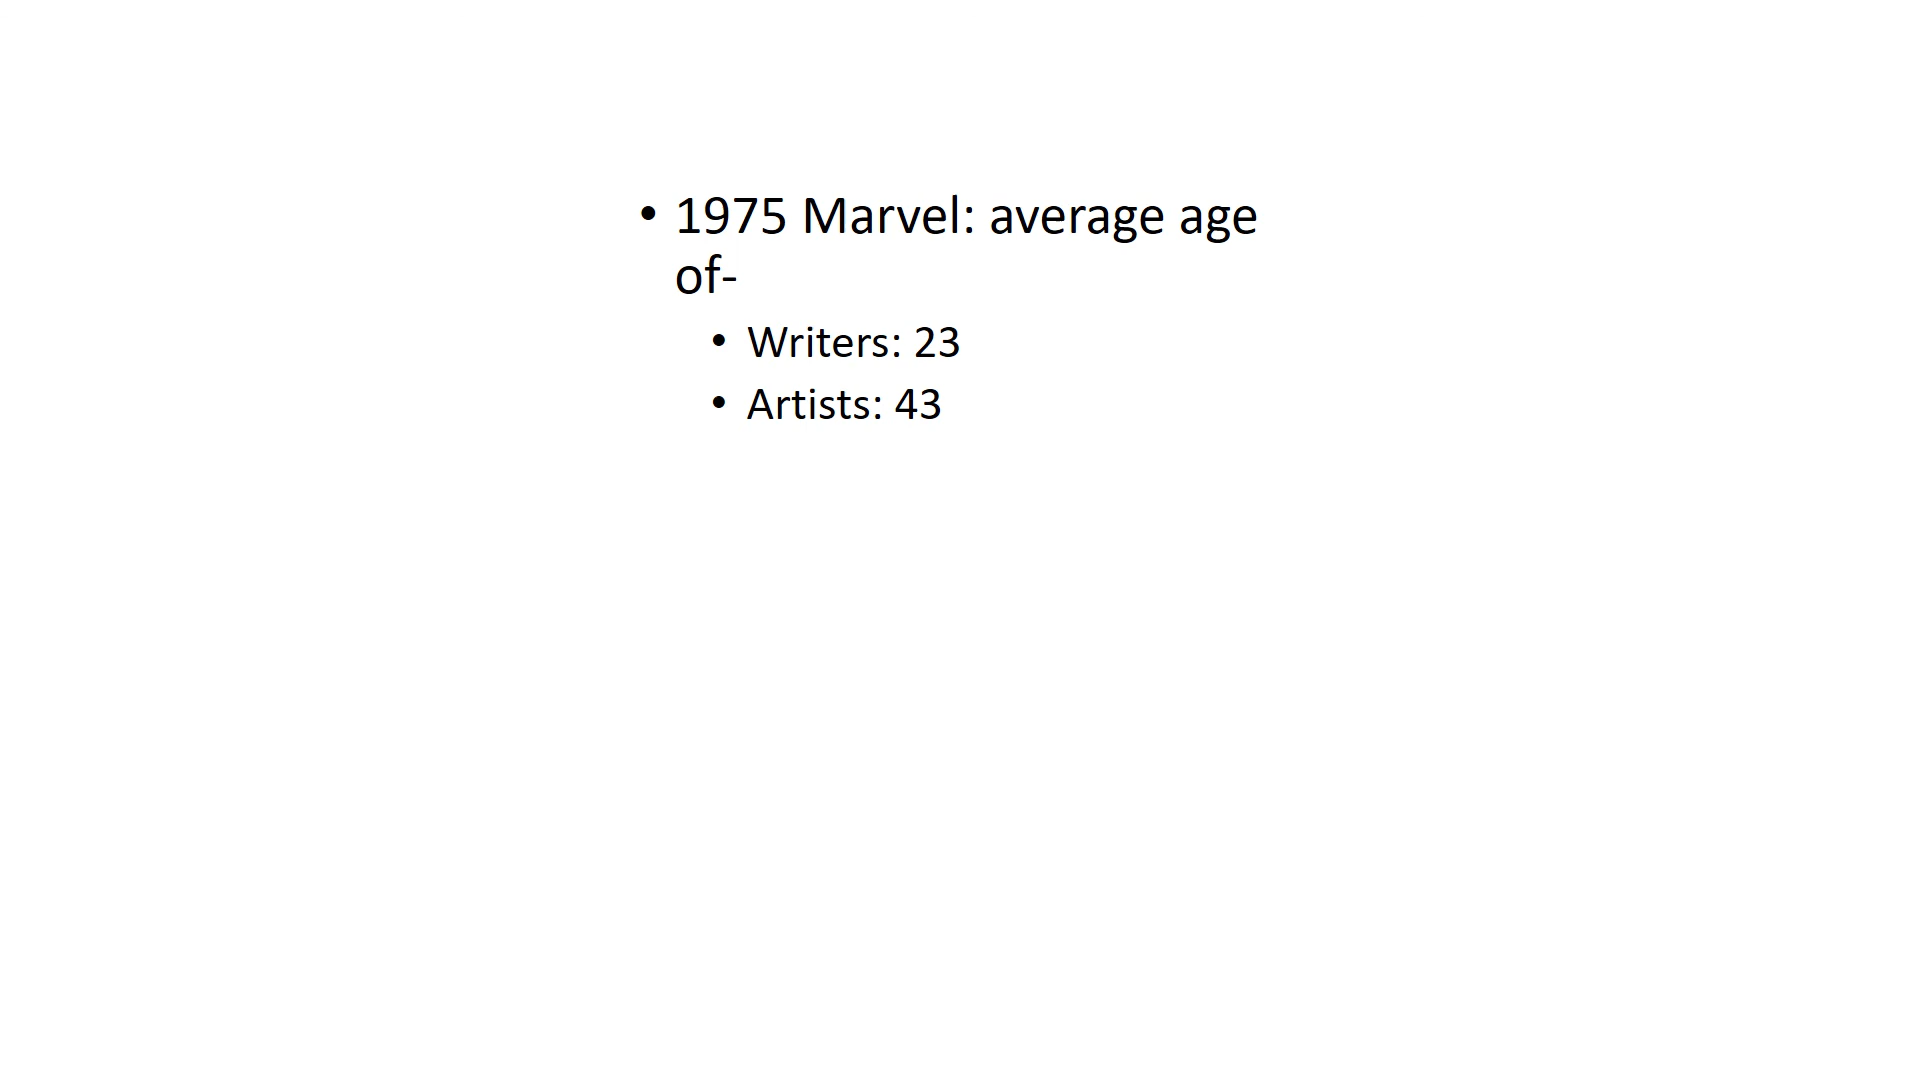 • 1975 Marvel: average age
of-
• Writers: 23
• Artists: 43